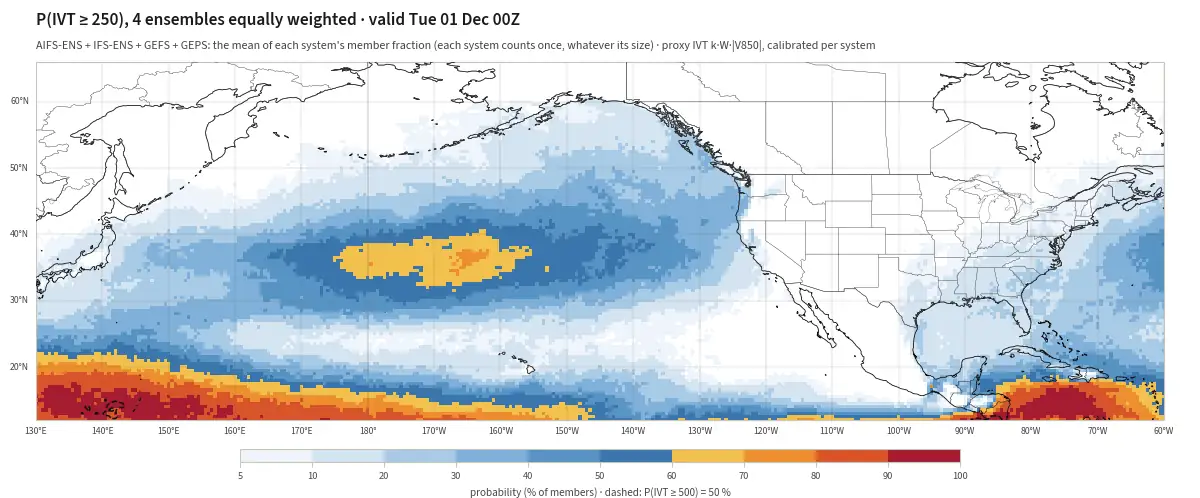 P(IVT ≥ 250), 4 ensembles equally weighted · valid Tue 01 Dec 00Z
AIFS-ENS + IFS-ENS + GEFS + GEPS: the mean of each system's member fraction (each system counts once, whatever its size) · proxy IVT k·W·|V850|, calibrated per system
60°N
50°N
40°N
30°N
20°N
130°E 140°E 150°E 160°E 170°E 180° 170°W 160°W 150°W 140°W 130°W 120°W 110°W 100°W 90°W 80°W 70°W 60°W
5 10 20 30 40 50 60 70 80 90 100
probability (% of members) · dashed: P(IVT ≥ 500) = 50 %